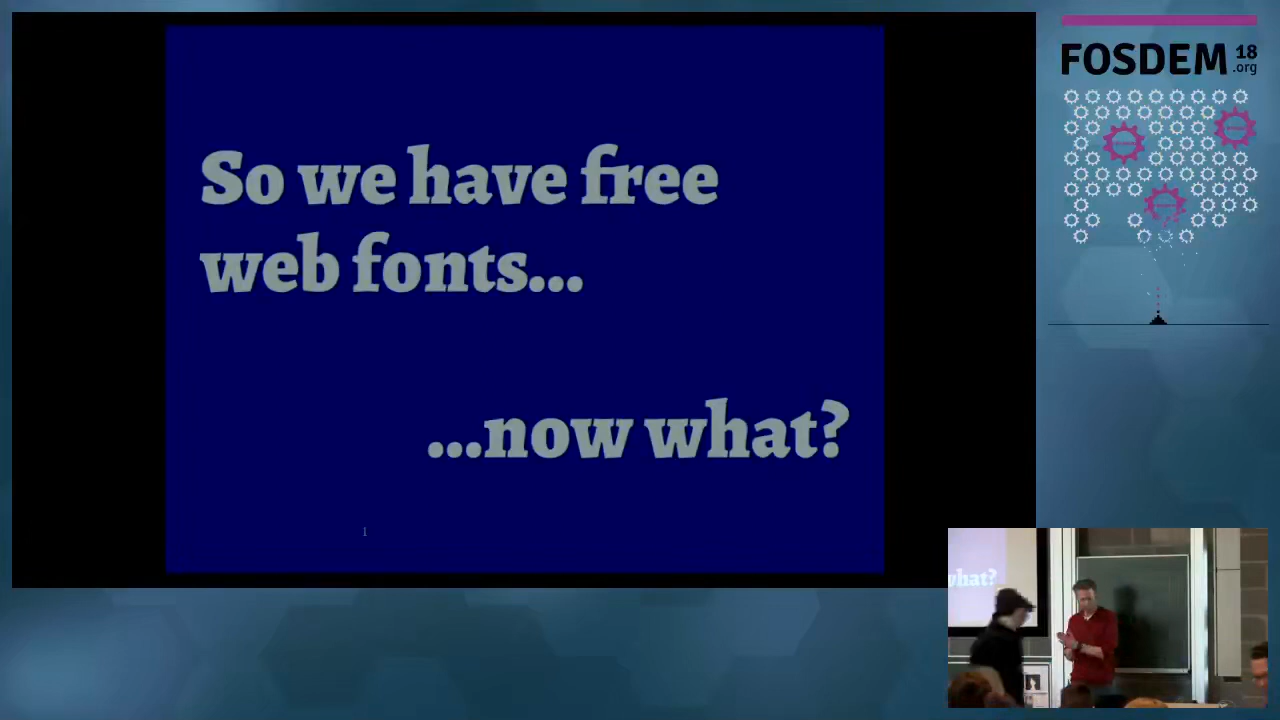 So we have free
web fonts...
...now what?
1
FOSDEM 18
.org
what?